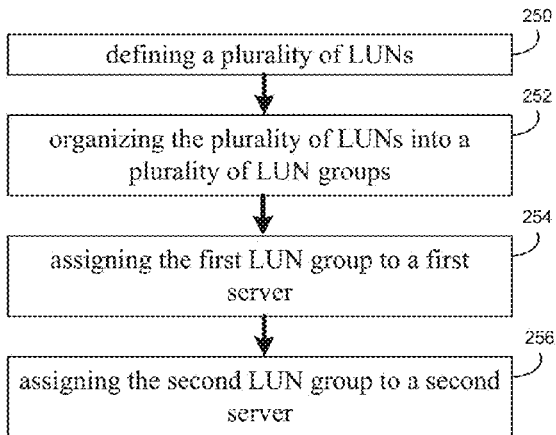 250
defining a plurality of LUNs
252
organizing the plurality of LUNs into a
plurality of LUN groups
254
assigning the first LUN group to a first
server
256
assigning the second LUN group to a second
server